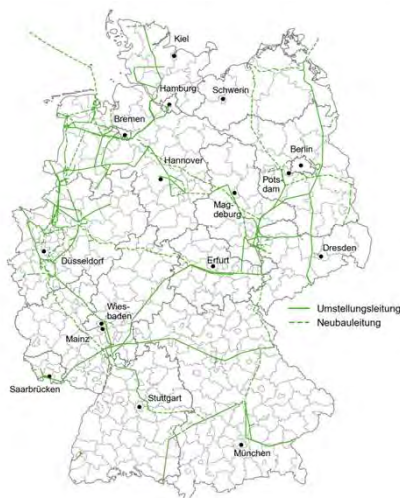 Kiel
Hamburg
Schwerin
Bremen
Berlin
Hannover
Pots
dam
Mag-
deburg
Düsseldorf
Erfurt
Dresden
Wies-
baden
Mainz
Umstellungsleitung
Neubauleitung
Saarbrücken
Stuttgart
München